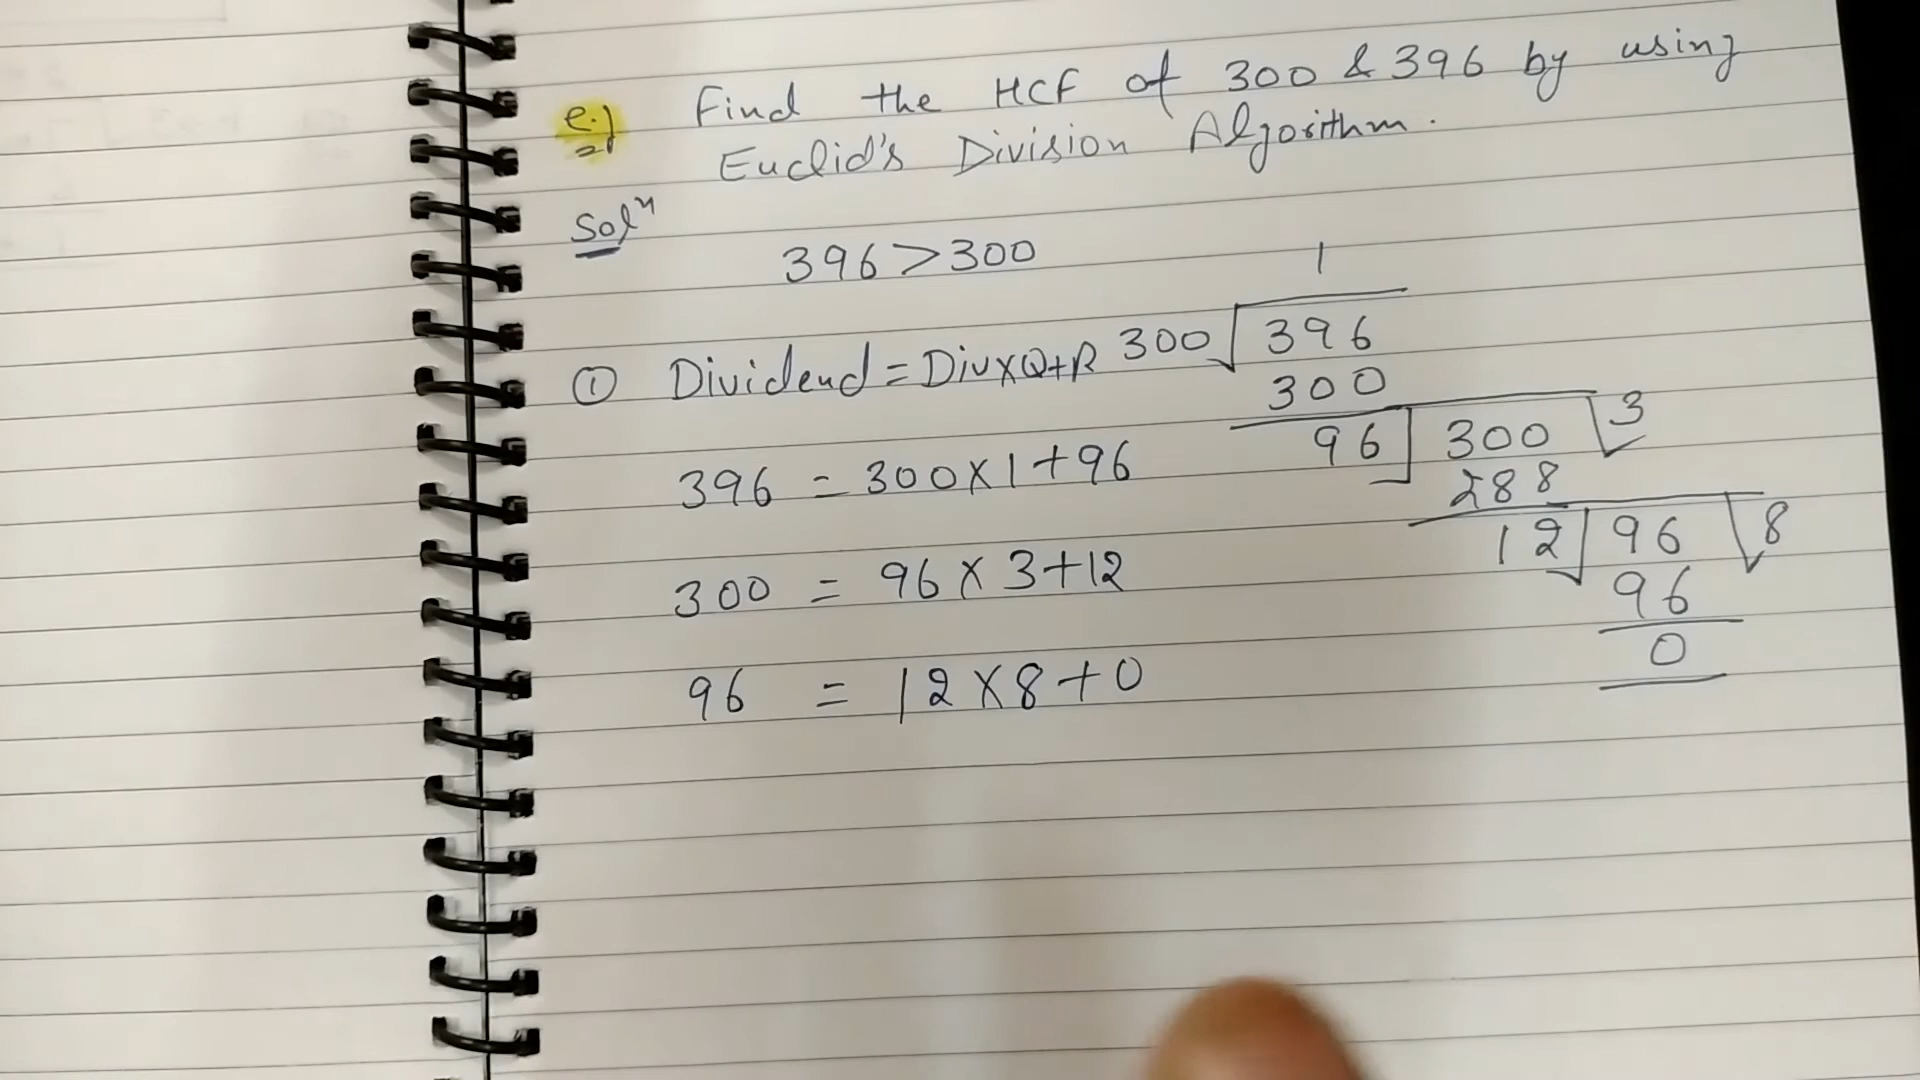 e.) Find the HCF of 300 & 396 by using
Euclid's Division Algorithm.
Solⁿ
396 > 300
① Dividend = Div x Q + R
396 = 300 x 1 + 96
300 = 96 x 3 + 12
96 = 12 x 8 + 0
1
300 396
300
96 300 3
288
12 96 8
96
0